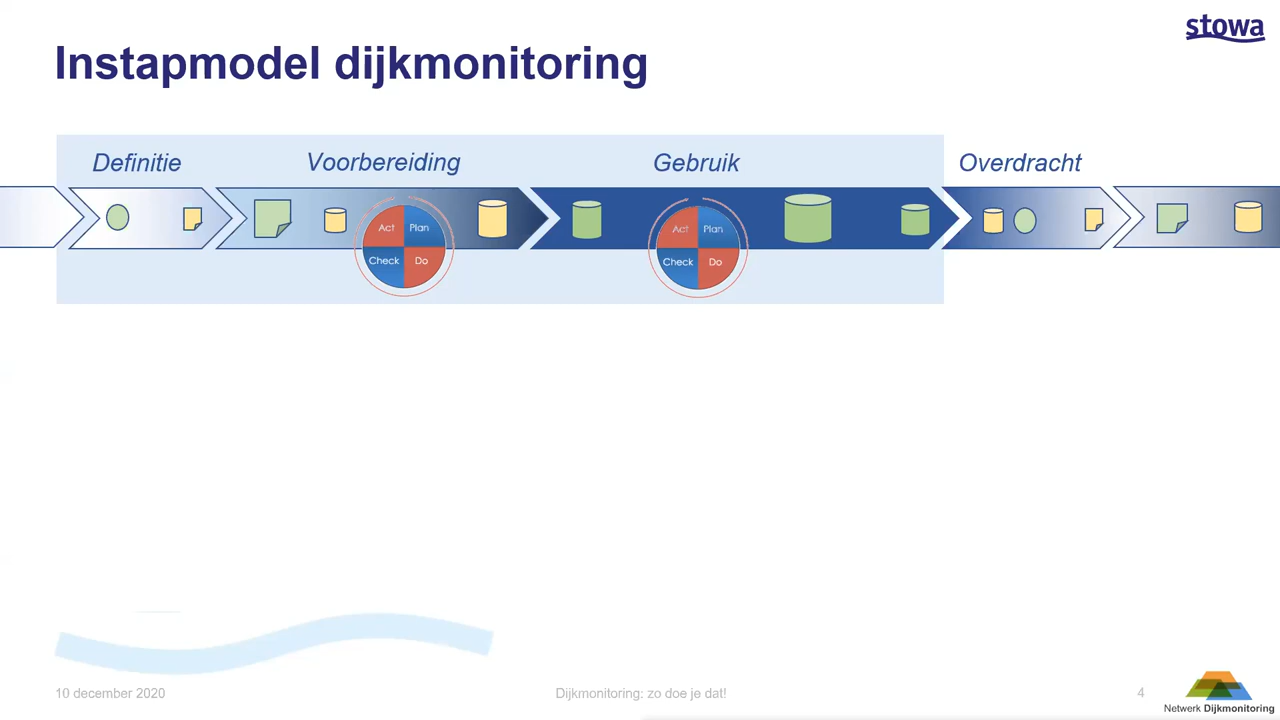 stowa
Instapmodel dijkmonitoring
Definitie
Voorbereiding
Gebruik
Overdracht
Act
Plan
Check
Do
Act
Plan
Check
Do
10 december 2020
Dijkmonitoring: zo doe je dat!
4
Netwerk Dijkmonitoring